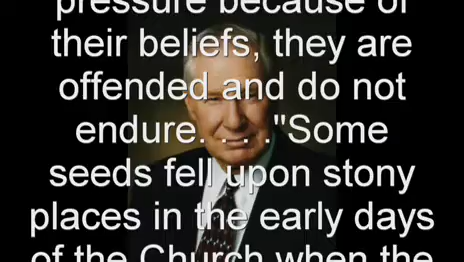 pressure because of
their beliefs, they are
offended and do not
endure. . . ."Some
seeds fell upon stony
places in the early days
of the Church when the